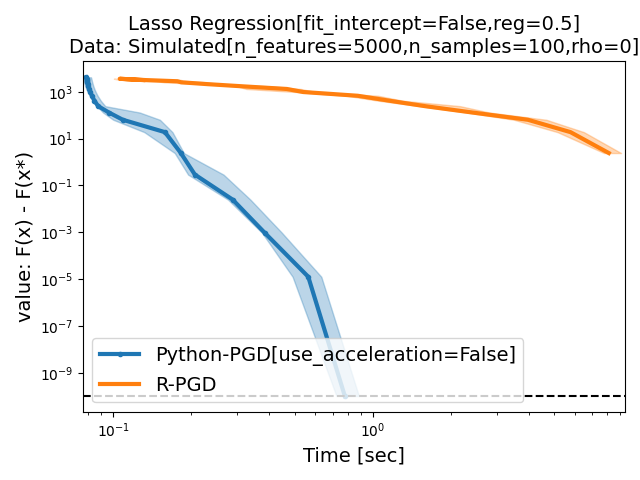 Lasso Regression[fit_intercept=False,reg=0.5]
Data: Simulated[n_features=5000,n_samples=100,rho=0]
value: F(x) - F(x*)
10³
10¹
10⁻¹
10⁻³
10⁻⁵
10⁻⁷
10⁻⁹
Python-PGD[use_acceleration=False]
R-PGD
10⁻¹
10⁰
Time [sec]